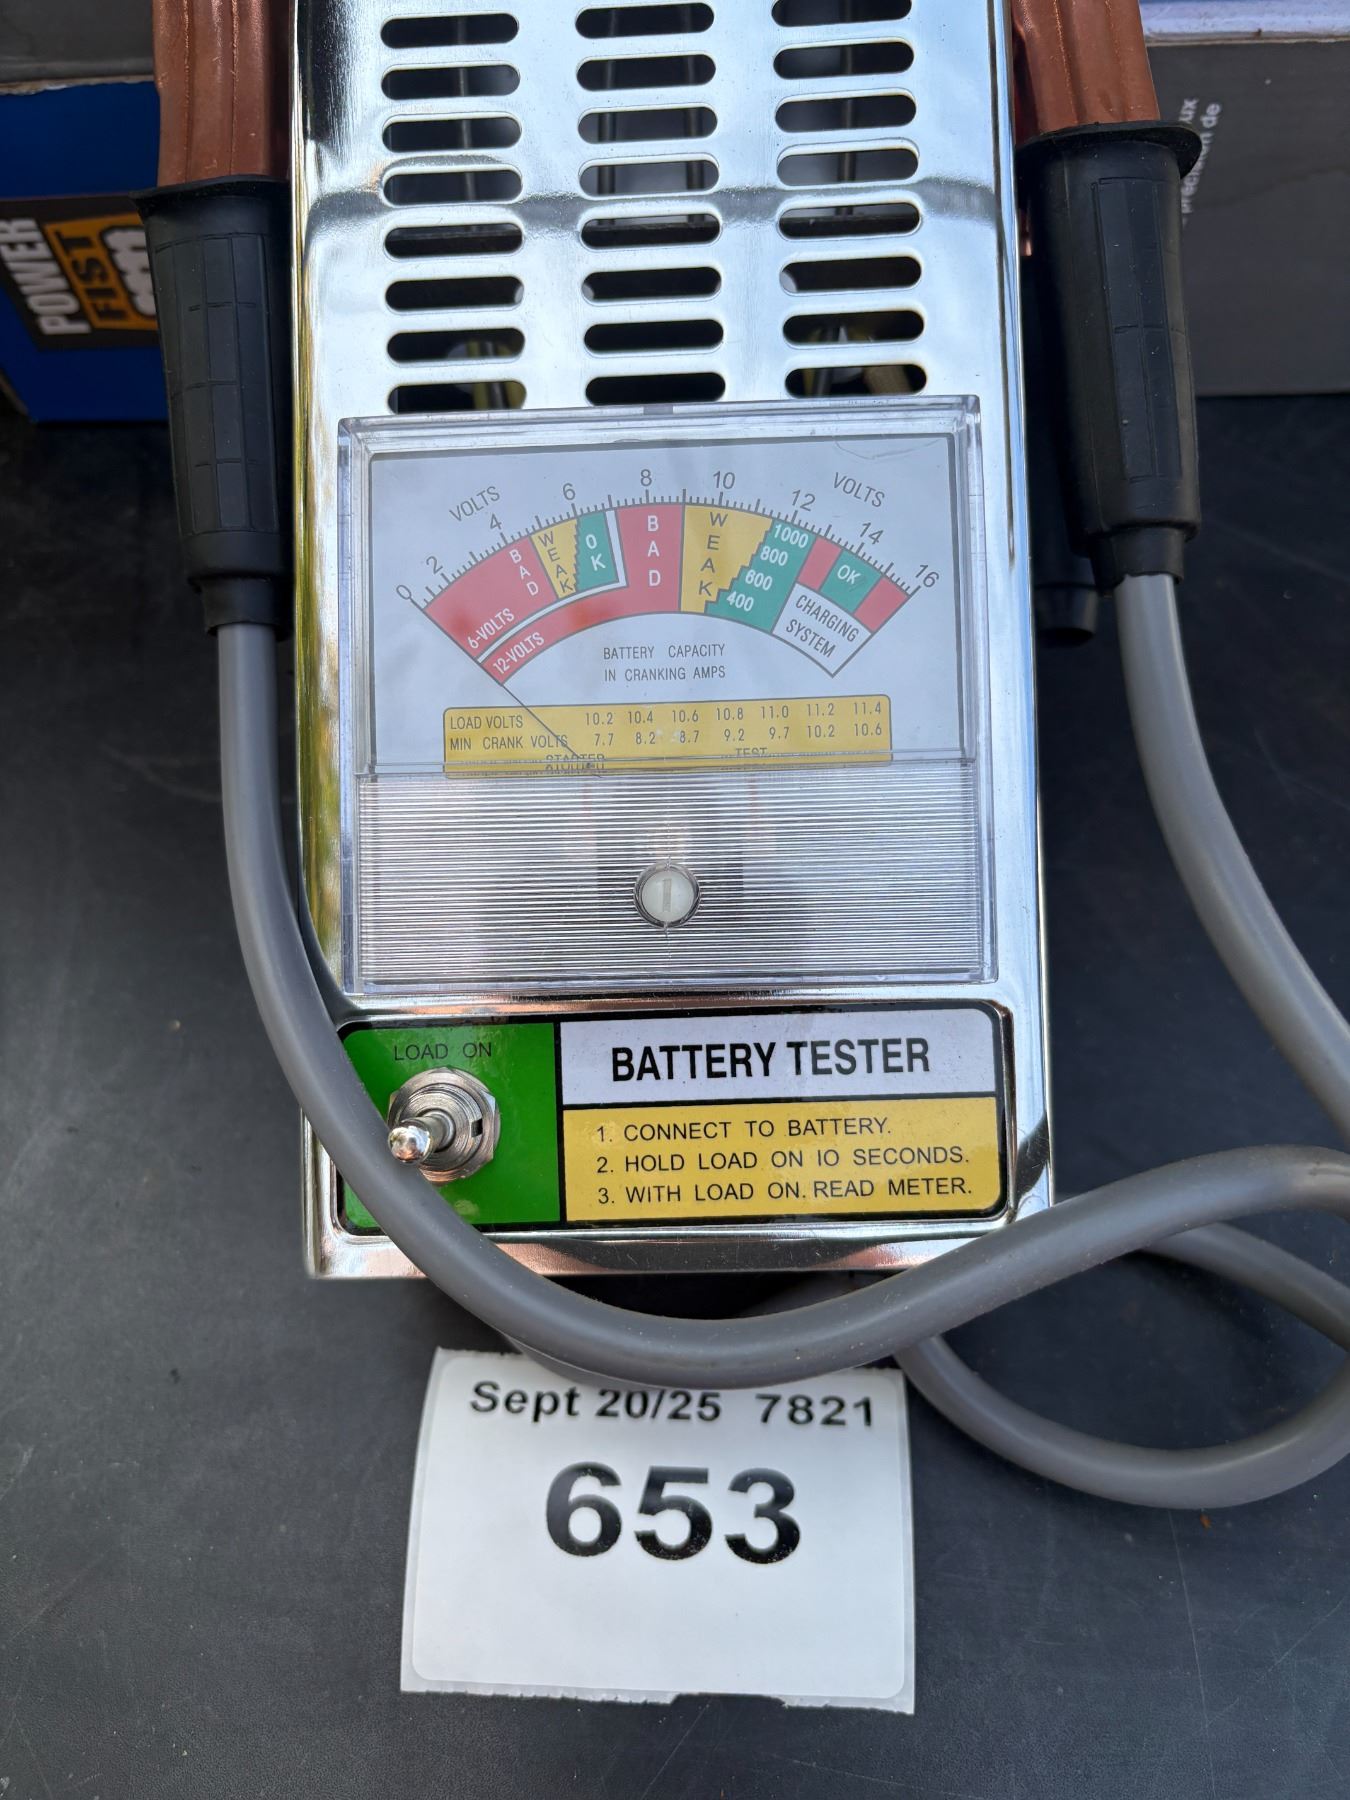 POWER
FIST
VOLTS
VOLTS
0 2 4 6 8 10 12 14 16
BAD
WEAK
OK
BAD
WEAK
1000
800
600
400
OK
6-VOLTS
12-VOLTS
CHARGING
SYSTEM
BATTERY CAPACITY
IN CRANKING AMPS
LOAD VOLTS 10.2 10.4 10.6 10.8 11.0 11.2 11.4
MIN CRANK VOLTS 7.7 8.2 8.7 9.2 9.7 10.2 10.6
STARTER TEST
LOAD ON
BATTERY TESTER
1. CONNECT TO BATTERY.
2. HOLD LOAD ON 10 SECONDS.
3. WITH LOAD ON. READ METER.
Sept 20/25 7821
653